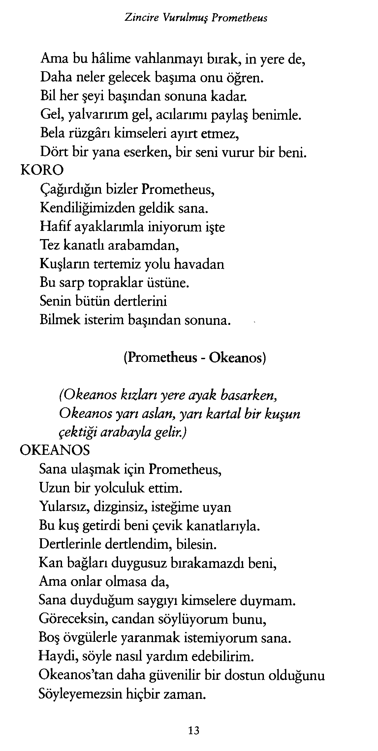 Zincire Vurulmuş Prometheus
Ama bu hâlime vahlanmayı bırak, in yere de,
Daha neler gelecek başıma onu öğren.
Bil her şeyi başından sonuna kadar.
Gel, yalvarırım gel, acılarımı paylaş benimle.
Bela rüzgârı kimseleri ayırt etmez,
Dört bir yana eserken, bir seni vurur bir beni.
KORO
Çağırdığın bizler Prometheus,
Kendiliğimizden geldik sana.
Hafif ayaklarımla iniyorum işte
Tez kanatlı arabamdan,
Kuşların tertemiz yolu havadan
Bu sarp topraklar üstüne.
Senin bütün dertlerini
Bilmek isterim başından sonuna.
(Prometheus - Okeanos)
(Okeanos kızları yere ayak basarken,
Okeanos yarı aslan, yarı kartal bir kuşun
çektiği arabayla gelir.)
OKEANOS
Sana ulaşmak için Prometheus,
Uzun bir yolculuk ettim.
Yularsız, dizginsiz, isteğime uyan
Bu kuş getirdi beni çevik kanatlarıyla.
Dertlerinle dertlendim, bilesin.
Kan bağları duygusuz bırakamazdı beni,
Ama onlar olmasa da,
Sana duyduğum saygıyı kimselere duymam.
Göreceksin, candan söylüyorum bunu,
Boş övgülerle yaranmak istemiyorum sana.
Haydi, söyle nasıl yardım edebilirim.
Okeanos'tan daha güvenilir bir dostun olduğunu
Söyleyemezsin hiçbir zaman.
13